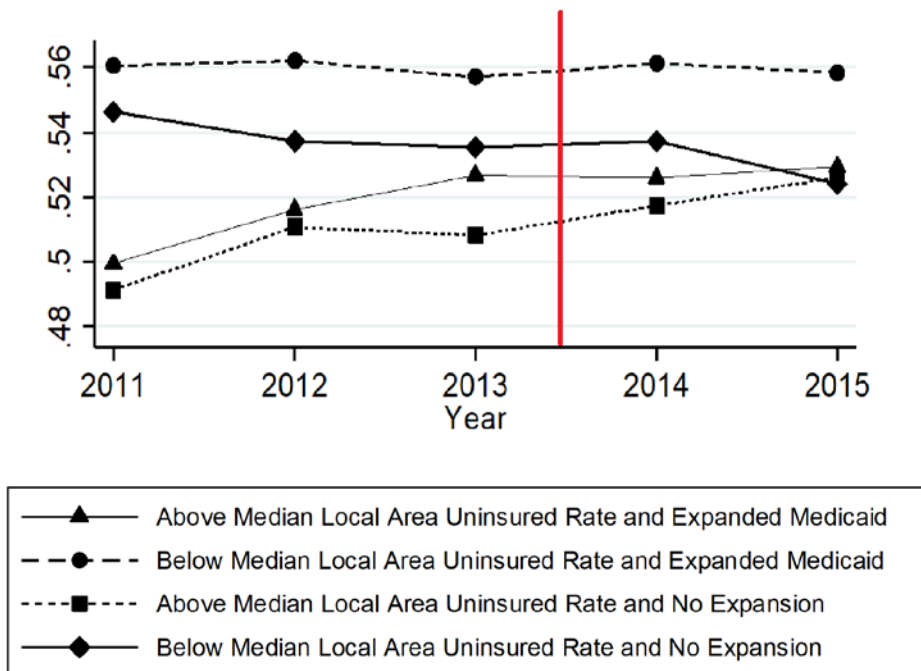 .56
.54
.52
.5
.48
2011 2012 2013 2014 2015
Year
Above Median Local Area Uninsured Rate and Expanded Medicaid
Below Median Local Area Uninsured Rate and Expanded Medicaid
Above Median Local Area Uninsured Rate and No Expansion
Below Median Local Area Uninsured Rate and No Expansion